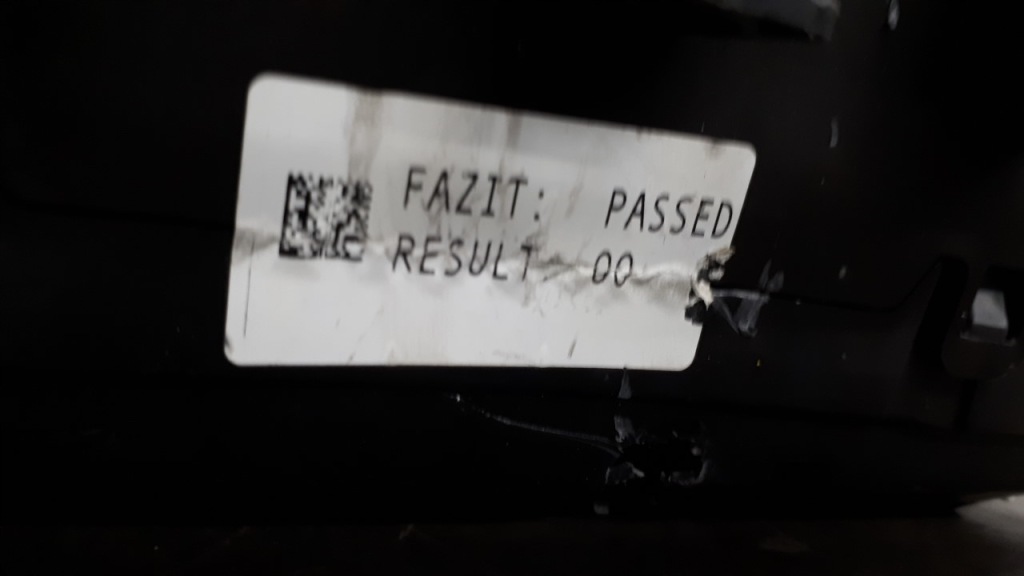 FAZIT: PASSED
RESULT 00